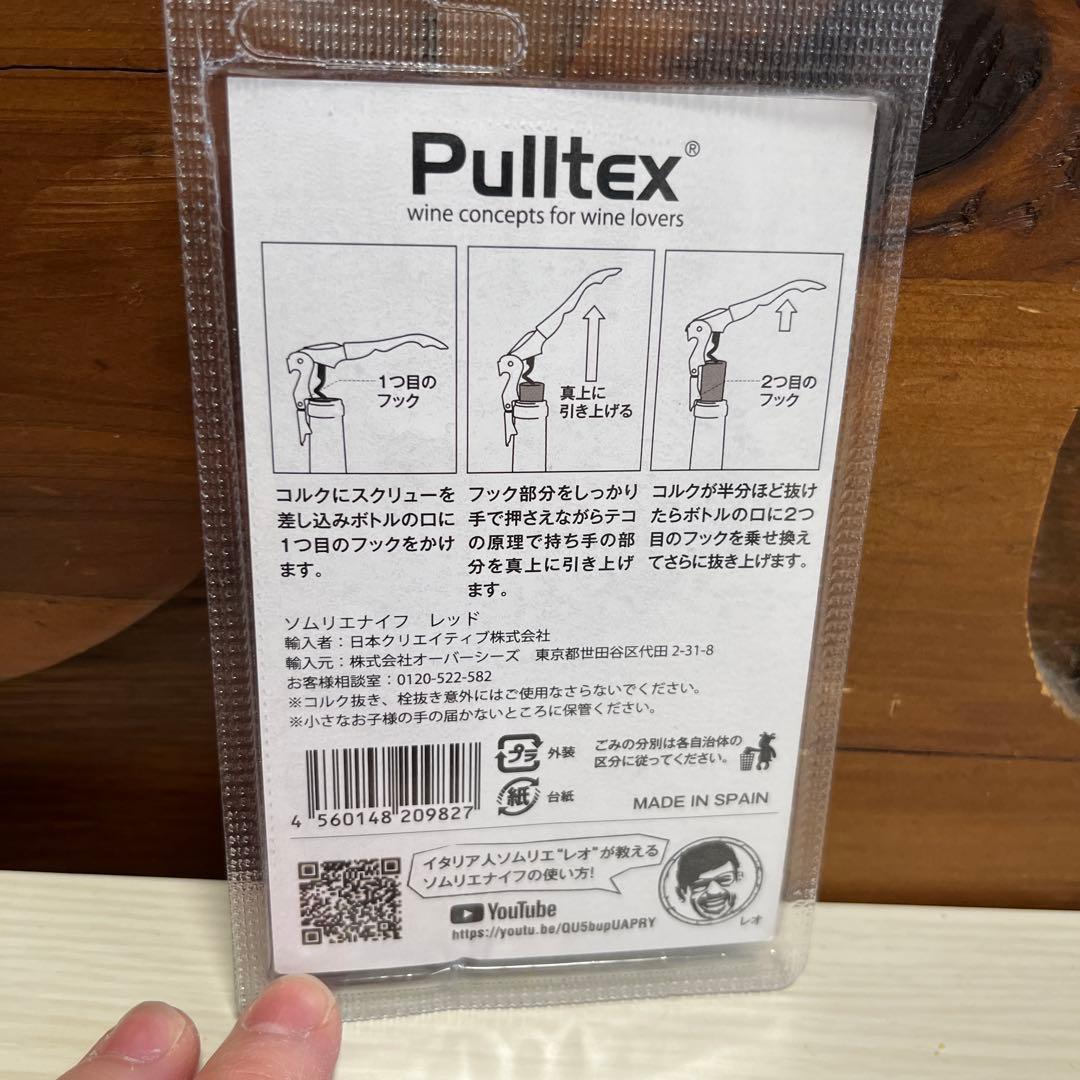 Pulltex®
wine concepts for wine lovers
1つ目の
フック
真上に
引き上げる
2つ目の
フック
コルクにスクリューを
差し込みボトルの口に
1つ目のフックをかけ
ます。
フック部分をしっかり
手で押さえながらテコ
の原理で持ち手の部
分を真上に引き上げ
ます。
コルクが半分ほど抜け
たらボトルの口に2つ
目のフックを乗せ換え
てさらに抜き上げます。
ソムリエナイフ　レッド
輸入者：日本クリエイティブ株式会社
輸入元：株式会社オーバーシーズ　東京都世田谷区代田 2-31-8
お客様相談室：0120-522-582
※コルク抜き、栓抜き意外にはご使用なさらないでください。
※小さなお子様の手の届かないところに保管ください。
プラ 外装
紙 台紙
ごみの分別は各自治体の
区分に従ってください。
4 560148 209827
MADE IN SPAIN
イタリア人ソムリエ“レオ”が教える
ソムリエナイフの使い方!
レオ
YouTube
https://youtu.be/QU5bupUAPRY